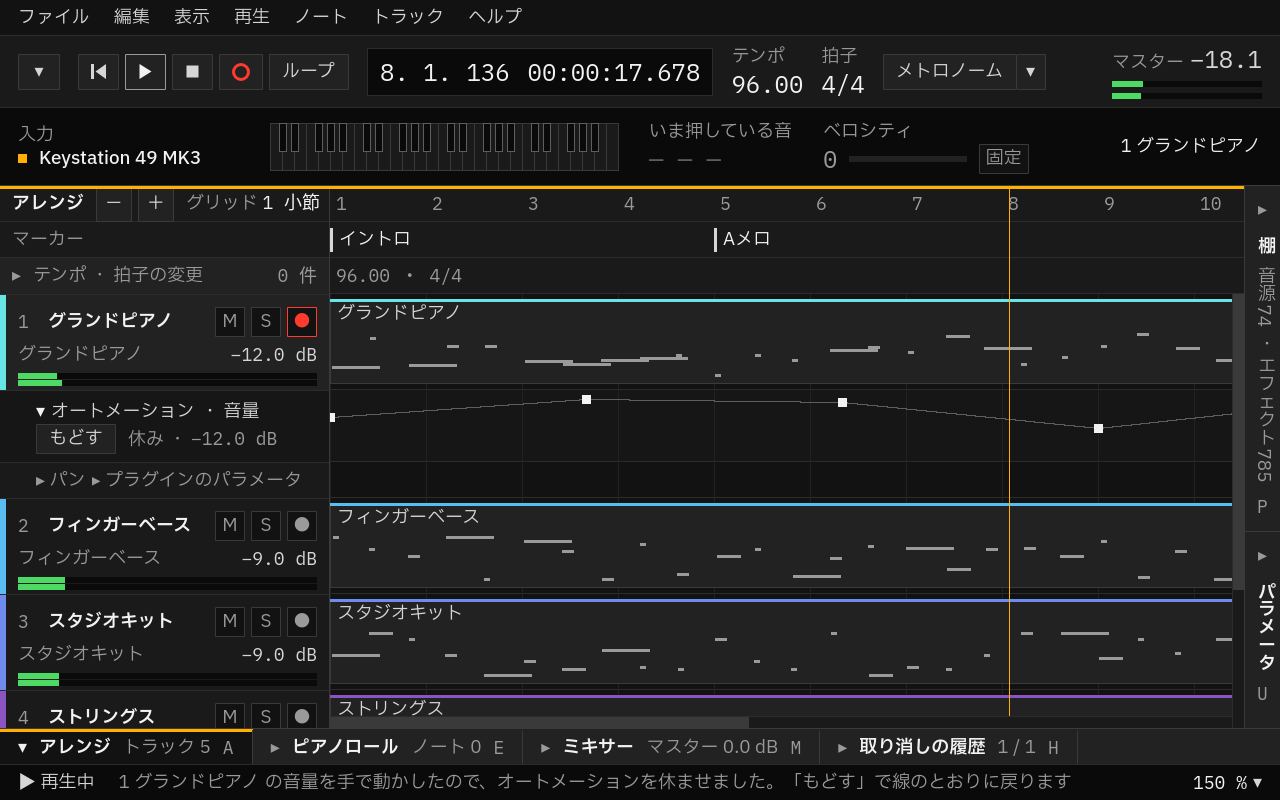 ファイル 編集 表示 再生 ノート トラック ヘルプ
▼ ループ 8. 1. 136 00:00:17.678 テンポ 96.00 拍子 4/4 メトロノーム ▼ マスター −18.1
入力 Keystation 49 MK3 いま押している音 — — — ベロシティ 0 固定 1 グランドピアノ
アレンジ − + グリッド 1 小節 1 2 3 4 5 6 7 8 9 10
マーカー イントロ Aメロ
▶ テンポ · 拍子の変更 0 件 96.00 · 4/4
1 グランドピアノ M S グランドピアノ
グランドピアノ −12.0 dB
▼ オートメーション · 音量
もどす 休み · −12.0 dB
▶ パン ▶ プラグインのパラメータ
2 フィンガーベース M S フィンガーベース
フィンガーベース −9.0 dB
3 スタジオキット M S スタジオキット
スタジオキット −9.0 dB
4 ストリングス M S ストリングス
▶ 棚 音源 74 · エフェクト 785 P
▶ パラメータ U
▼ アレンジ トラック 5 A ▶ ピアノロール ノート 0 E ▶ ミキサー マスター 0.0 dB M ▶ 取り消しの履歴 1 / 1 H
▶ 再生中 1 グランドピアノ の音量を手で動かしたので、オートメーションを休ませました。「もどす」で線のとおりに戻ります 150 % ▼